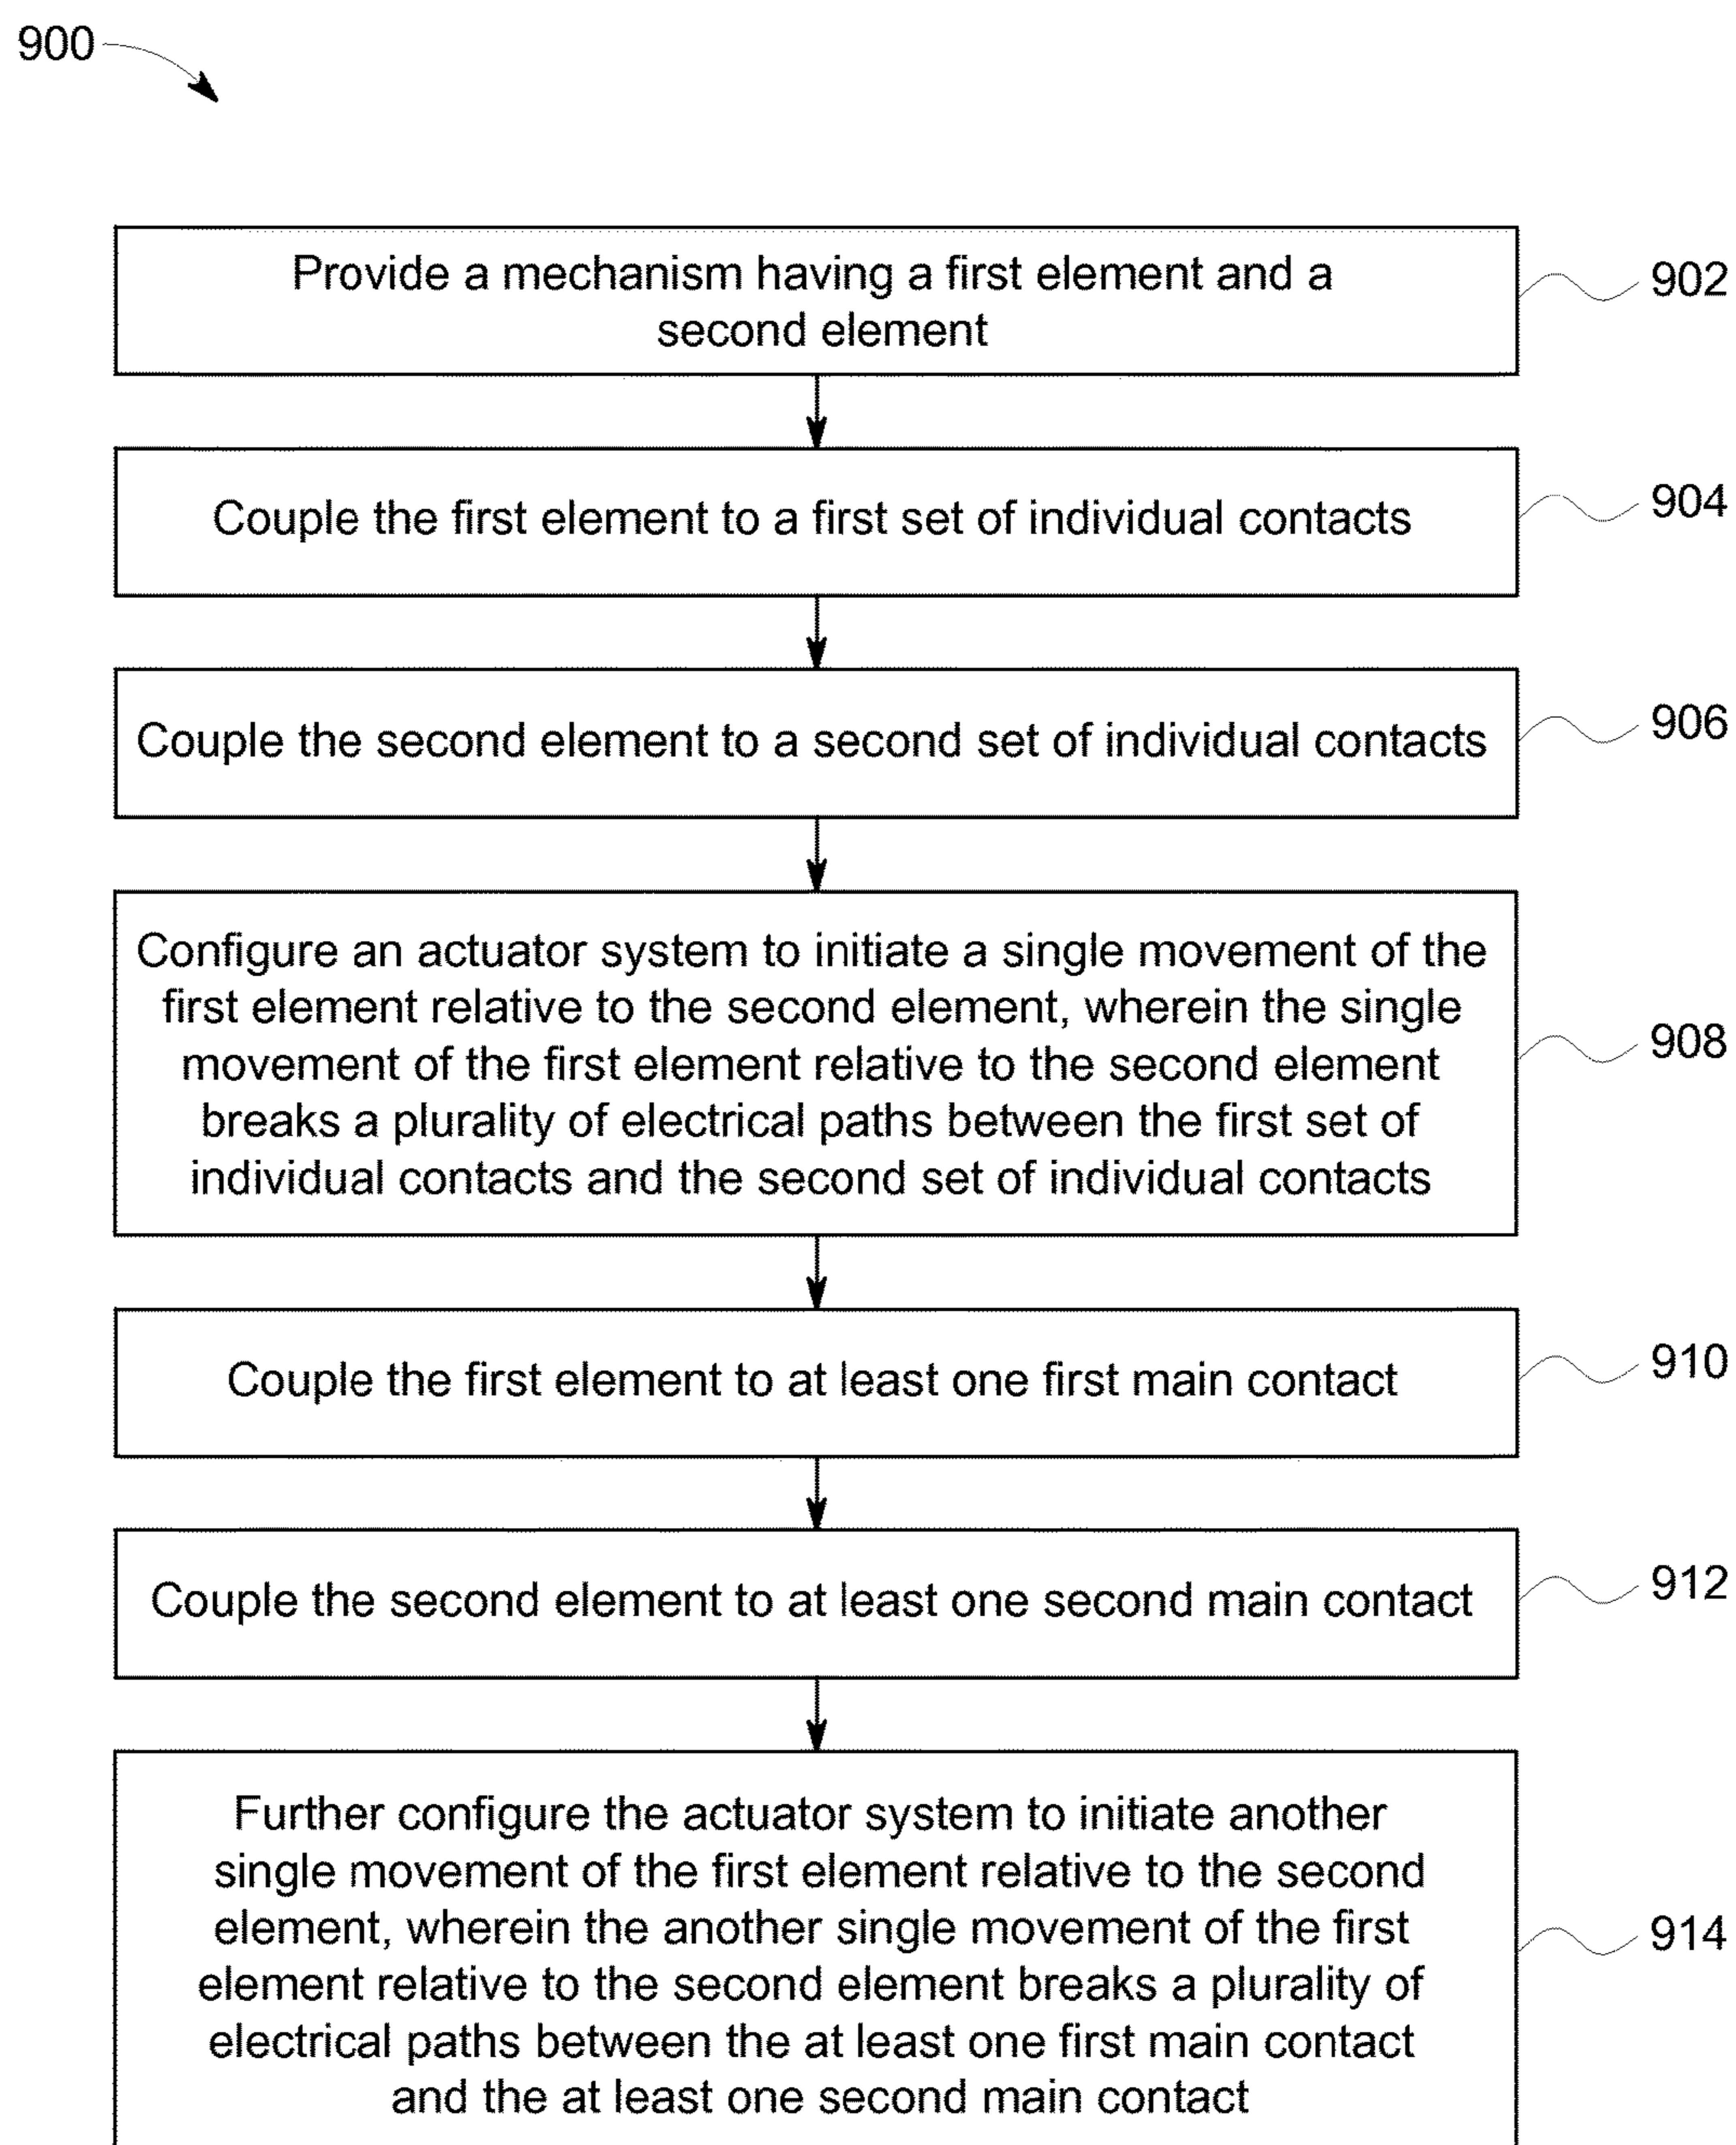 900
Provide a mechanism having a first element and a
second element
902
Couple the first element to a first set of individual contacts
904
Couple the second element to a second set of individual contacts
906
Configure an actuator system to initiate a single movement of the
first element relative to the second element, wherein the single
movement of the first element relative to the second element
breaks a plurality of electrical paths between the first set of
individual contacts and the second set of individual contacts
908
Couple the first element to at least one first main contact
910
Couple the second element to at least one second main contact
912
Further configure the actuator system to initiate another
single movement of the first element relative to the second
element, wherein the another single movement of the first
element relative to the second element breaks a plurality of
electrical paths between the at least one first main contact
and the at least one second main contact
914